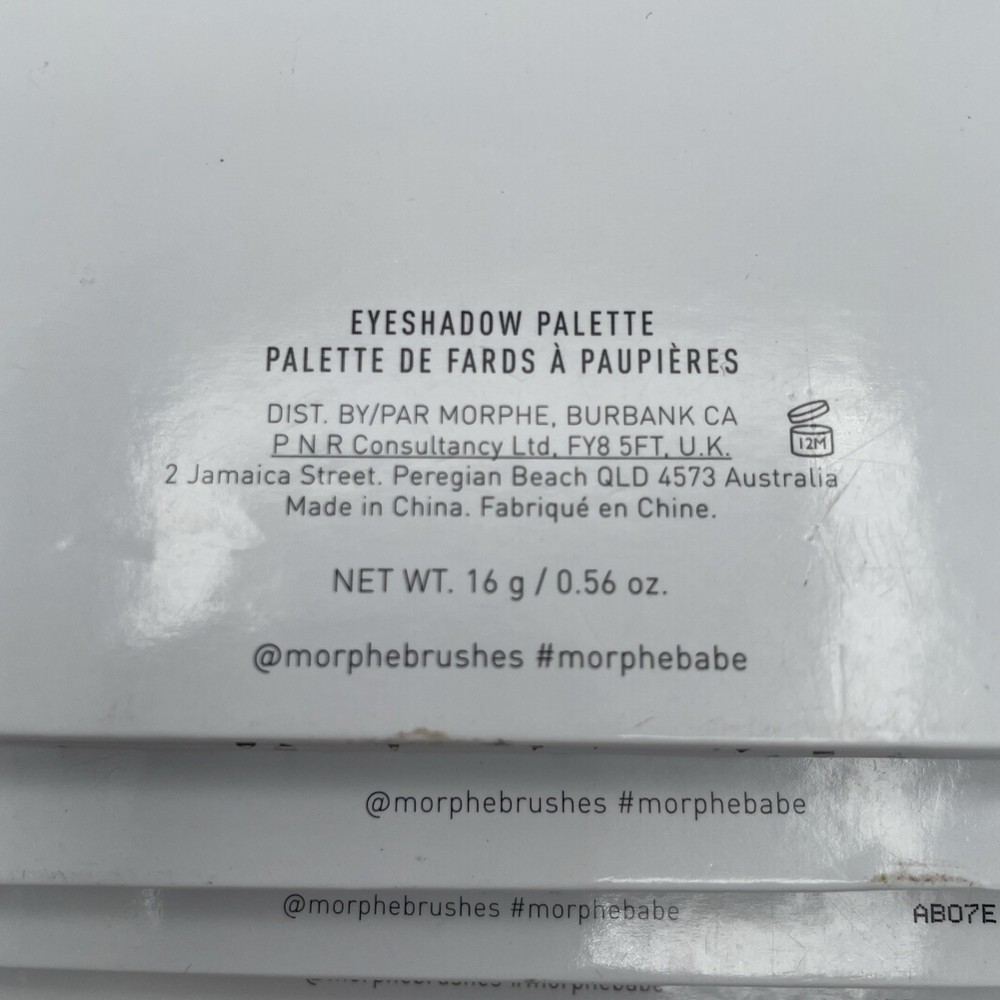 EYESHADOW PALETTE
PALETTE DE FARDS À PAUPIÈRES
DIST. BY/PAR MORPHE, BURBANK CA
P N R Consultancy Ltd, FY8 5FT, U.K.
12M
2 Jamaica Street. Peregian Beach QLD 4573 Australia
Made in China. Fabriqué en Chine.
NET WT. 16 g / 0.56 oz.
@morphebrushes #morphebabe
@morphebrushes #morphebabe
@morphebrushes #morphebabe
AB07E
@morphebrushes #morphebabe